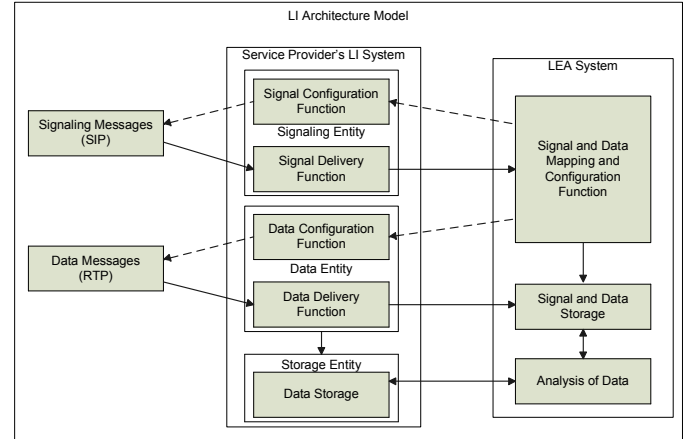 LI Architecture Model
Service Provider's LI System
LEA System
Signal Configuration
Function
Signaling Entity
Signal Delivery
Function
Signaling Messages
(SIP)
Signal and Data
Mapping and
Configuration
Function
Data Configuration
Function
Data Entity
Data Delivery
Function
Data Messages
(RTP)
Signal and Data
Storage
Storage Entity
Data Storage
Analysis of Data